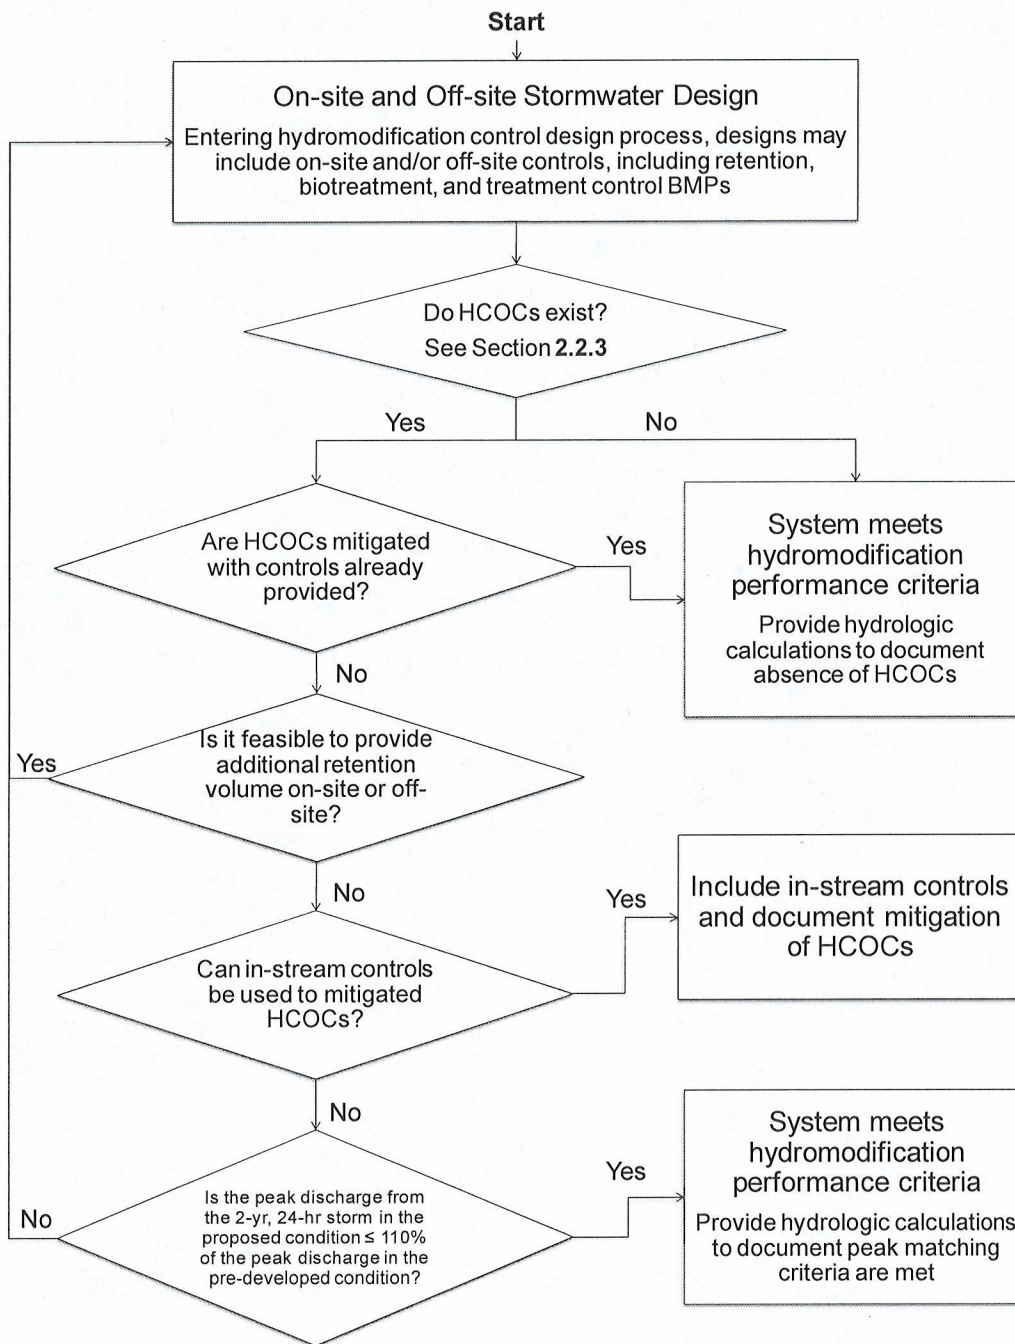 Start
On-site and Off-site Stormwater Design
Entering hydromodification control design process, designs may
include on-site and/or off-site controls, including retention,
biotreatment, and treatment control BMPs
Do HCOCs exist?
See Section 2.2.3
Yes
No
Are HCOCs mitigated
with controls already
provided?
Yes
System meets
hydromodification
performance criteria
Provide hydrologic
calculations to document
absence of HCOCs
No
Is it feasible to provide
additional retention
volume on-site or off-
site?
Yes
No
Can in-stream controls
be used to mitigated
HCOCs?
Yes
Include in-stream controls
and document mitigation
of HCOCs
No
Is the peak discharge from
the 2-yr, 24-hr storm in the
proposed condition ≤ 110%
of the peak discharge in the
pre-developed condition?
No
Yes
System meets
hydromodification
performance criteria
Provide hydrologic calculations
to document peak matching
criteria are met